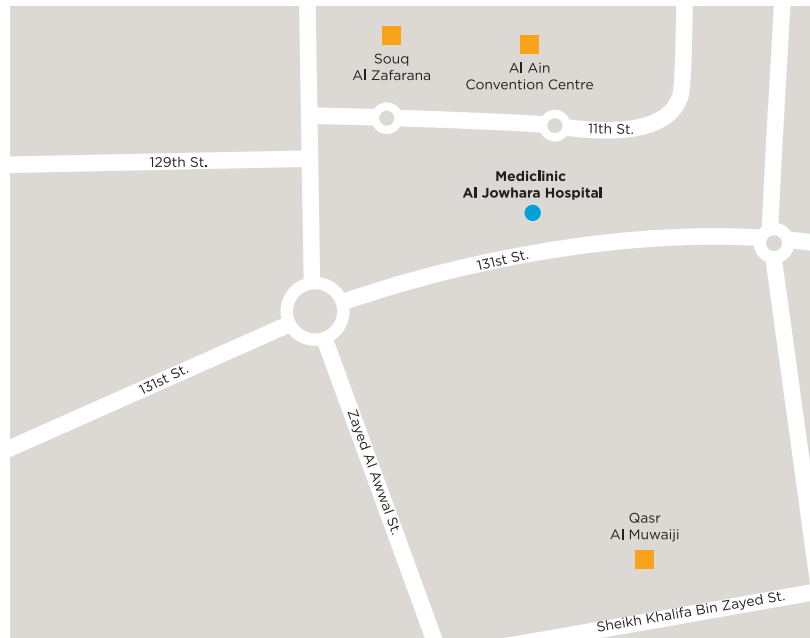 Souq
Al Zafarana
Al Ain
Convention Centre
11th St.
129th St.
Mediclinic
Al Jowhara Hospital
131st St.
131st St.
Zayed Al Awwal St.
Qasr
Al Muwaiji
Sheikh Khalifa Bin Zayed St.